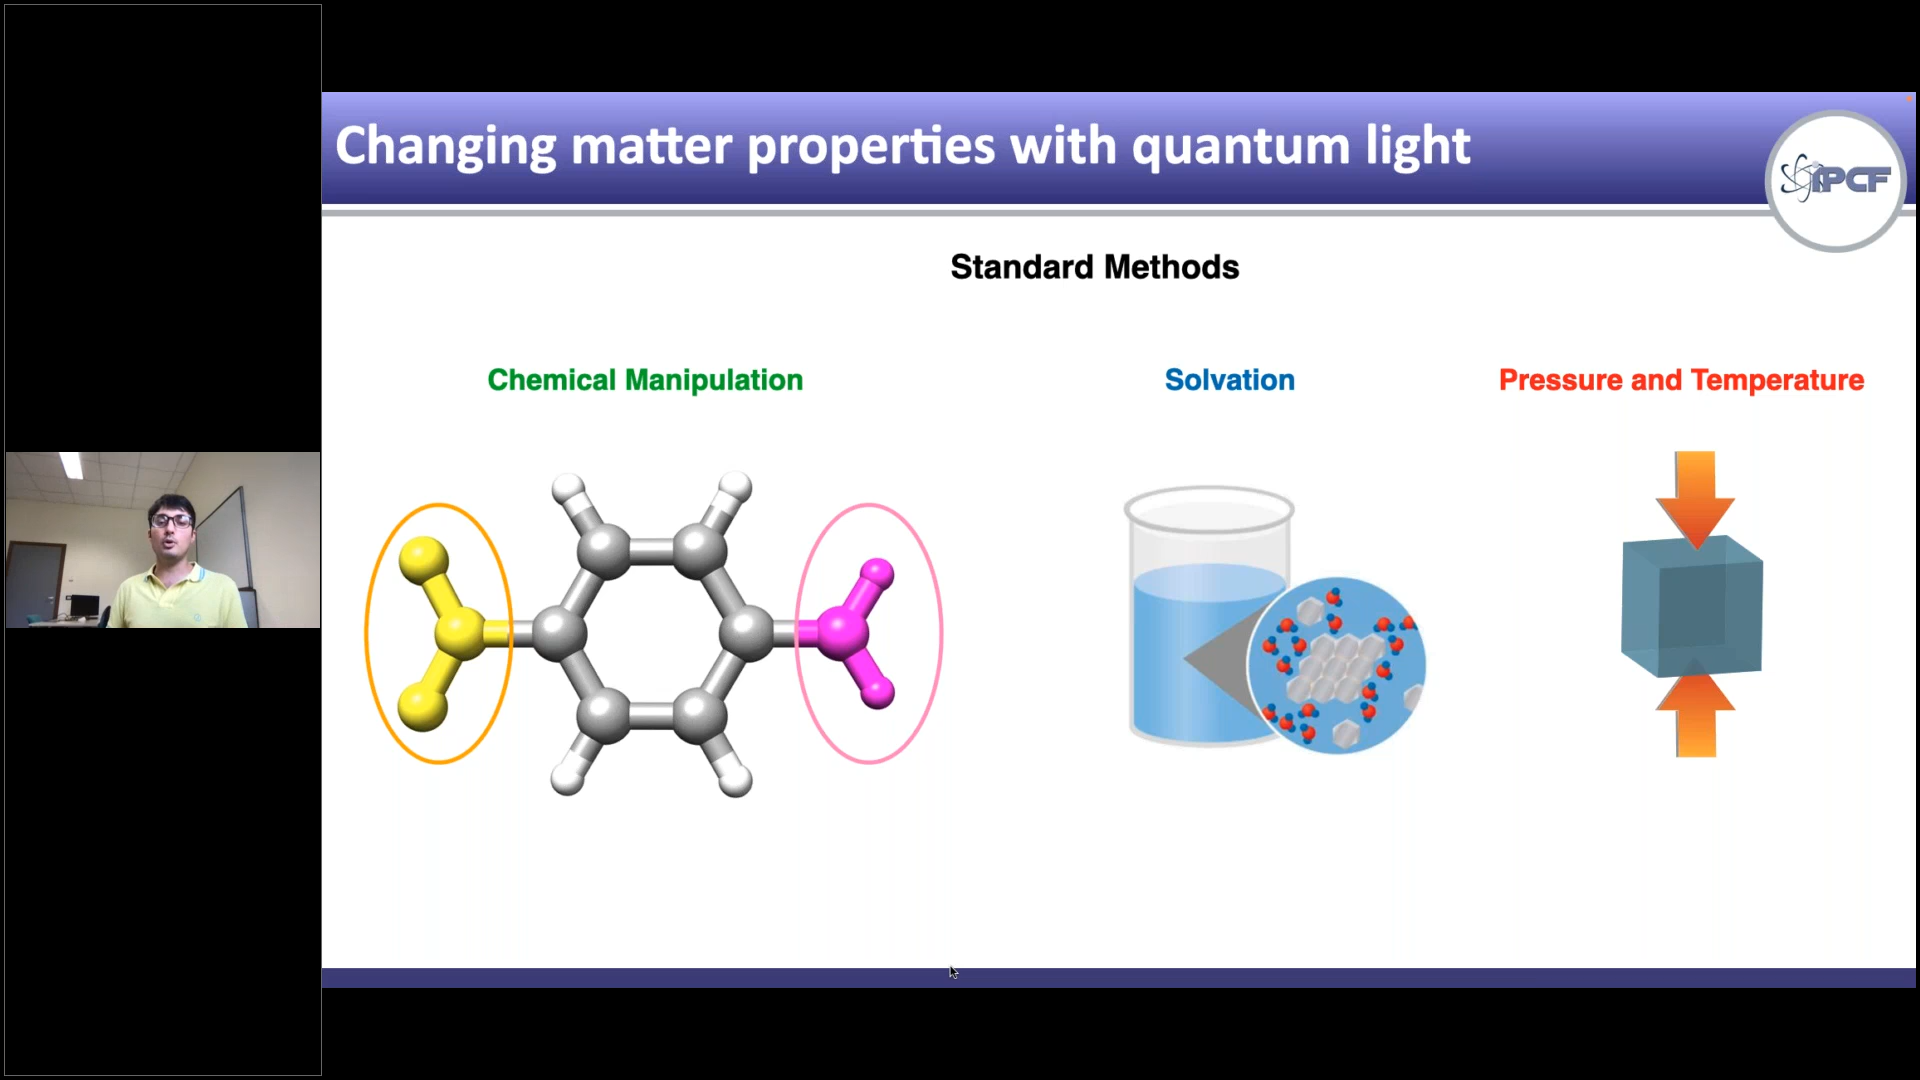 Changing matter properties with quantum light
IPCF
Standard Methods
Chemical Manipulation
Solvation
Pressure and Temperature